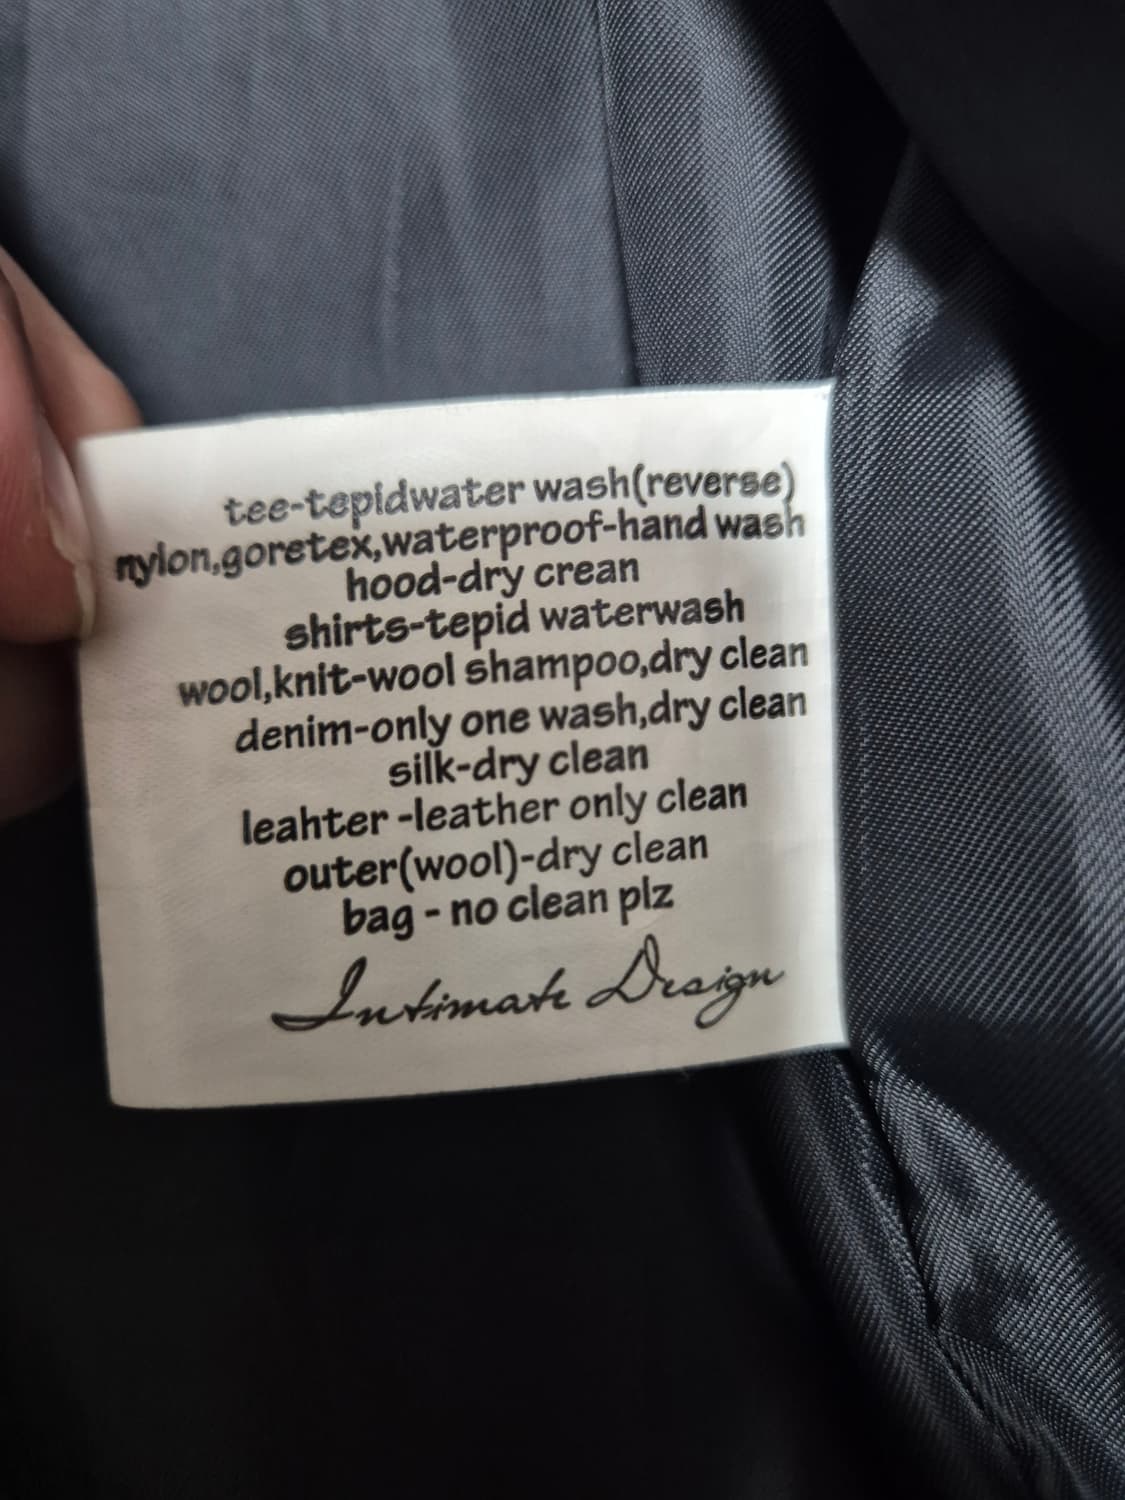 tee-tepidwater wash(reverse)
nylon,goretex,waterproof-hand wash
hood-dry crean
shirts-tepid waterwash
wool,knit-wool shampoo,dry clean
denim-only one wash,dry clean
silk-dry clean
leahter -leather only clean
outer(wool)-dry clean
bag - no clean plz
Intimate Design